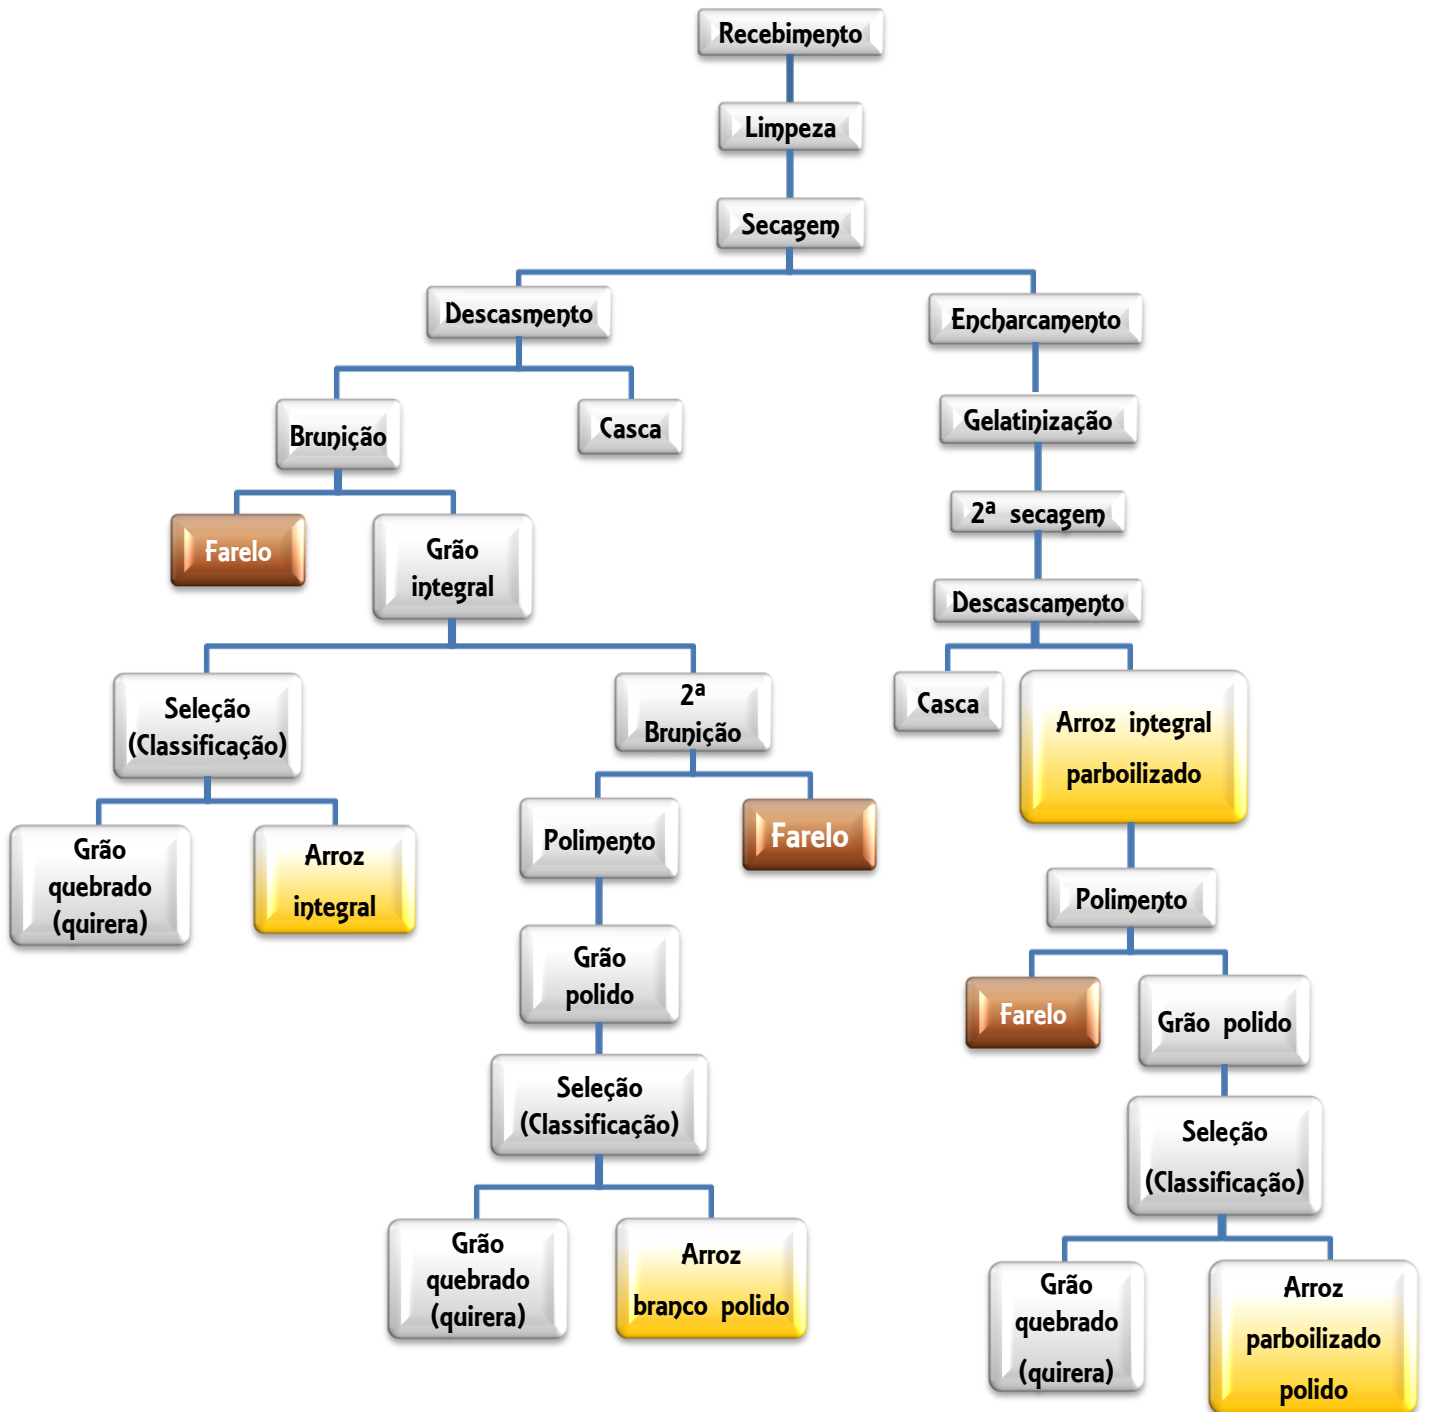 Recebimento
Limpeza
Secagem
Descasmento
Encharcamento
Brunição
Casca
Gelatinização
Farelo
Grão
integral
2ª secagem
Descascamento
Seleção
(Classificação)
2ª
Brunição
Casca
Arroz integral
parboilizado
Grão
quebrado
(quirera)
Arroz
integral
Polimento
Farelo
Polimento
Grão
polido
Farelo
Grão polido
Seleção
(Classificação)
Seleção
(Classificação)
Grão
quebrado
(quirera)
Arroz
branco polido
Grão
quebrado
(quirera)
Arroz
parboilizado
polido